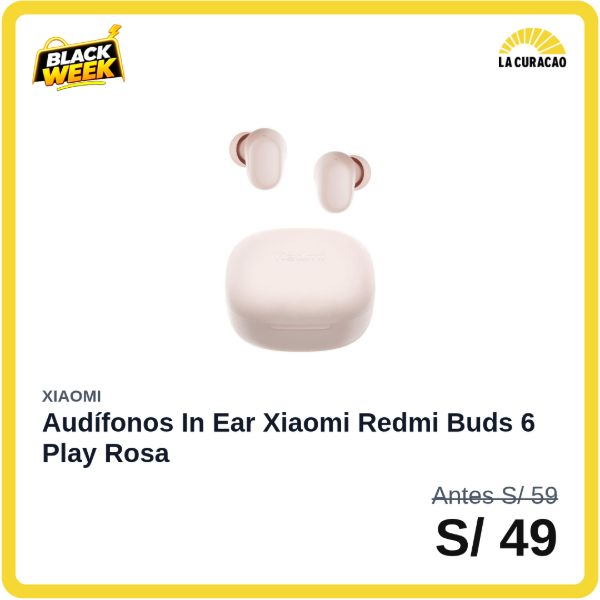 BLACK
WEEK
LA CURACAO
XIAOMI
Audífonos In Ear Xiaomi Redmi Buds 6
Play Rosa
Antes S/ 59
S/ 49